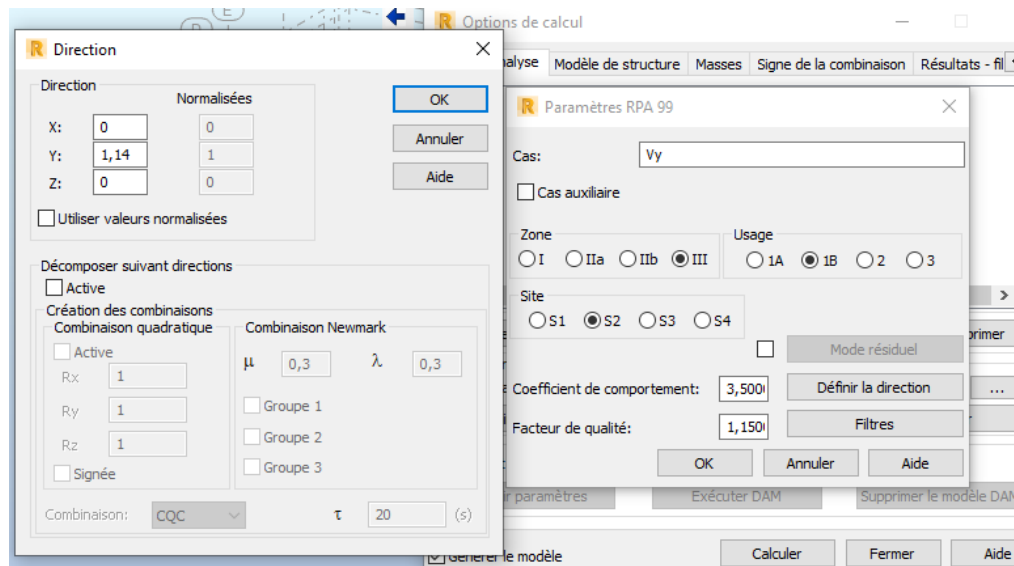 E
D
Direction
Direction
Normalisées
X: 0 0
Y: 1,14 1
Z: 0 0
Utiliser valeurs normalisées
OK
Annuler
Aide
Décomposer suivant directions
Active
Création des combinaisons
Combinaison quadratique
Active
Rx 1
Ry 1
Rz 1
Signée
Combinaison Newmark
μ 0,3 λ 0,3
Groupe 1
Groupe 2
Groupe 3
Combinaison: CQC τ 20 (s)
Options de calcul
alyse Modèle de structure Masses Signe de la combinaison Résultats - fil
Paramètres RPA 99
Cas: Vy
Cas auxiliaire
Zone
I IIa IIb III
Usage
1A 1B 2 3
Site
S1 S2 S3 S4
Mode résiduel
Coefficient de comportement: 3,500 Définir la direction
Facteur de qualité: 1,150 Filtres
OK Annuler Aide
primer
...
r paramètres Exécuter DAM Supprimer le modèle DAM
Générer le modèle Calculer Fermer Aide